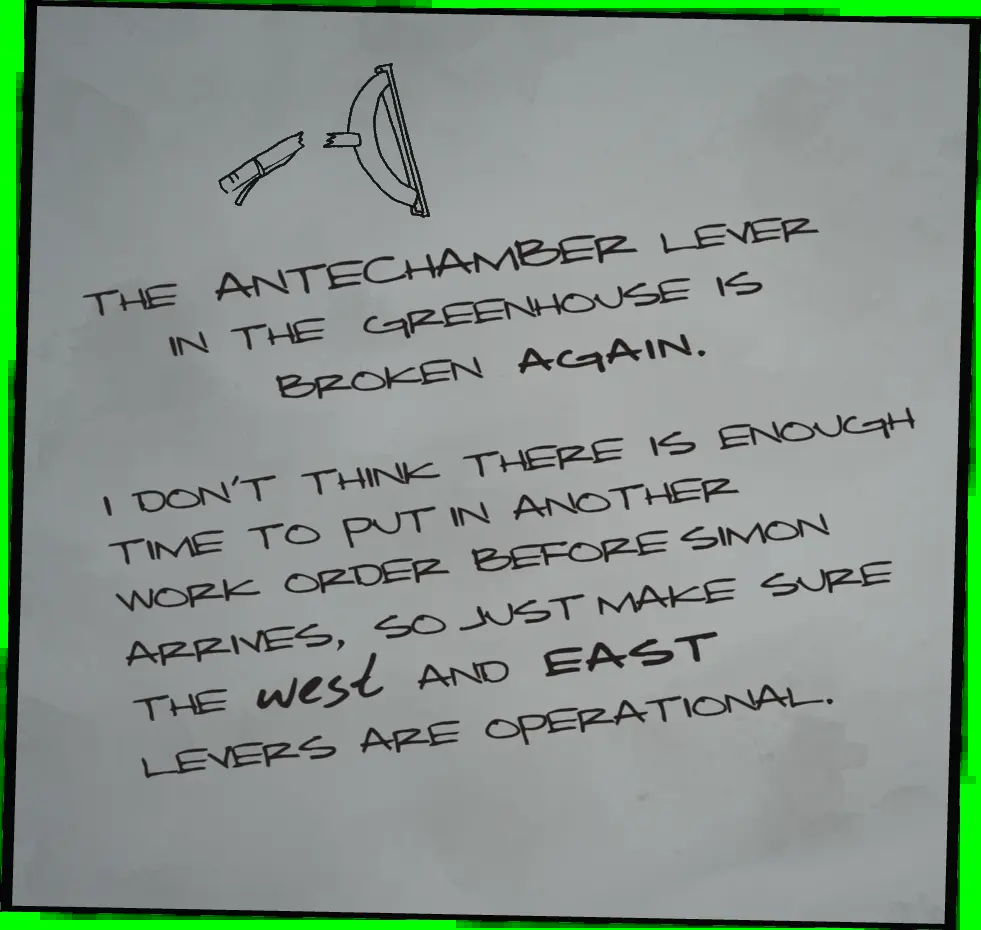 THE ANTECHAMBER LEVER
IN THE GREENHOUSE IS
BROKEN AGAIN.
I DON'T THINK THERE IS ENOUGH
TIME TO PUT IN ANOTHER
WORK ORDER BEFORE SIMON
ARRIVES, SO JUST MAKE SURE
THE west AND EAST
LEVERS ARE OPERATIONAL.